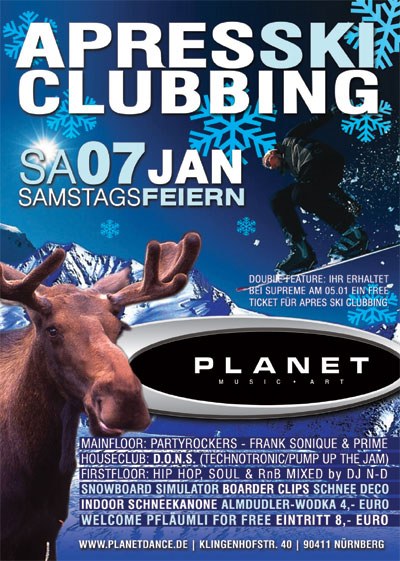 APRESSKI
CLUBBING
SA07JAN
SAMSTAGSFEIERN
DOUBLE FEATURE: IHR ERHALTET
BEI SUPREME AM 05.01 EIN FREE
TICKET FÜR APRES SKI CLUBBING
PLANET
MUSIC • ART
MAINFLOOR: PARTYROCKERS - FRANK SONIQUE & PRIME
HOUSECLUB: D.O.N.S. (TECHNOTRONIC/PUMP UP THE JAM)
FIRSTFLOOR: HIP HOP, SOUL & RnB MIXED by DJ N-D
SNOWBOARD SIMULATOR BOARDER CLIPS SCHNEE DECO
INDOOR SCHNEEKANONE ALMDUDLER-WODKA 4,- EURO
WELCOME PFLÄUMLI FOR FREE EINTRITT 8,- EURO
WWW.PLANETDANCE.DE | KLINGENHOFSTR. 40 | 90411 NÜRNBERG